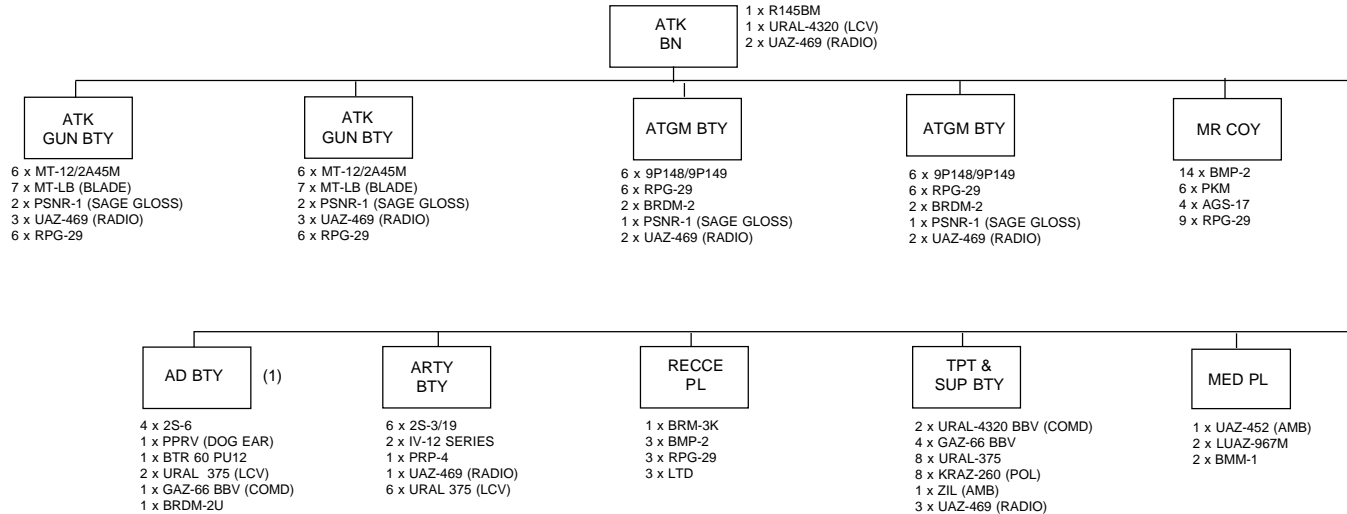 ATK
BN
1 x R145BM
1 x URAL-4320 (LCV)
2 x UAZ-469 (RADIO)
ATK
GUN BTY
6 x MT-12/2A45M
7 x MT-LB (BLADE)
2 x PSNR-1 (SAGE GLOSS)
3 x UAZ-469 (RADIO)
6 x RPG-29
ATK
GUN BTY
6 x MT-12/2A45M
7 x MT-LB (BLADE)
2 x PSNR-1 (SAGE GLOSS)
3 x UAZ-469 (RADIO)
6 x RPG-29
ATGM BTY
6 x 9P148/9P149
6 x RPG-29
2 x BRDM-2
1 x PSNR-1 (SAGE GLOSS)
2 x UAZ-469 (RADIO)
ATGM BTY
6 x 9P148/9P149
6 x RPG-29
2 x BRDM-2
1 x PSNR-1 (SAGE GLOSS)
2 x UAZ-469 (RADIO)
MR COY
14 x BMP-2
6 x PKM
4 x AGS-17
9 x RPG-29
AD BTY (1)
4 x 2S-6
1 x PPRV (DOG EAR)
1 x BTR 60 PU12
2 x URAL 375 (LCV)
1 x GAZ-66 BBV (COMD)
1 x BRDM-2U
ARTY
BTY
6 x 2S-3/19
2 x IV-12 SERIES
1 x PRP-4
1 x UAZ-469 (RADIO)
6 x URAL 375 (LCV)
RECCE
PL
1 x BRM-3K
3 x BMP-2
3 x RPG-29
3 x LTD
TPT &
SUP BTY
2 x URAL-4320 BBV (COMD)
4 x GAZ-66 BBV
8 x URAL-375
8 x KRAZ-260 (POL)
1 x ZIL (AMB)
3 x UAZ-469 (RADIO)
MED PL
1 x UAZ-452 (AMB)
2 x LUAZ-967M
2 x BMM-1